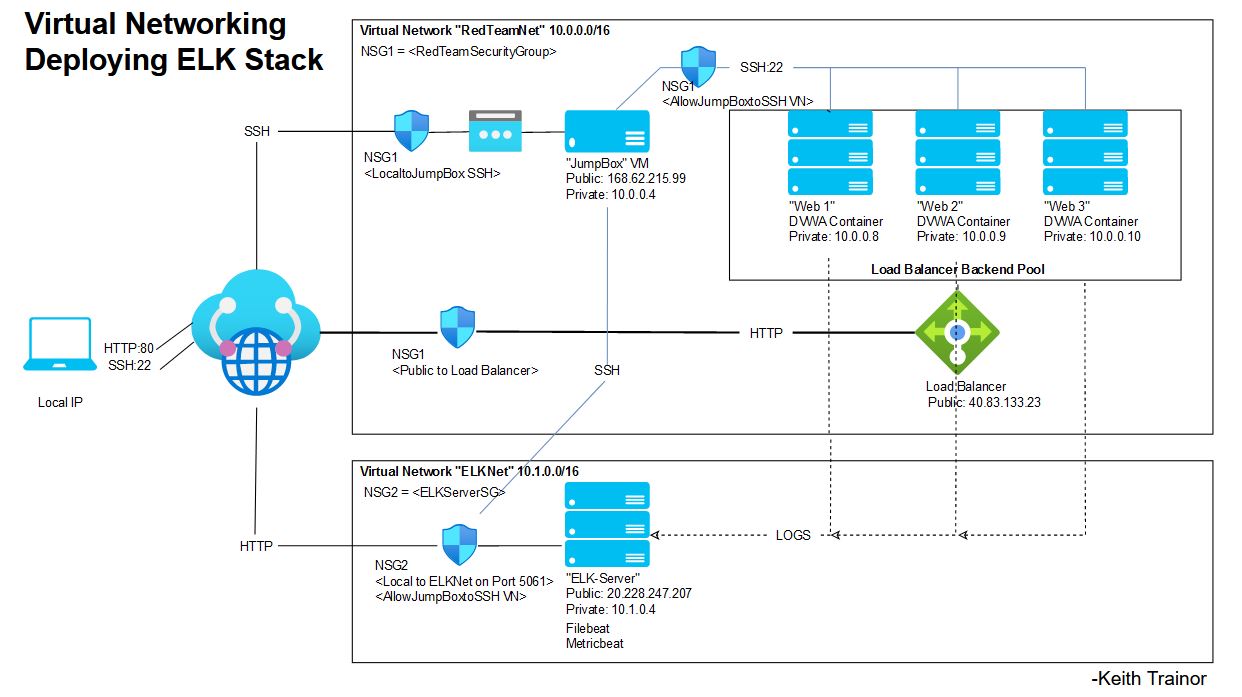 Virtual Networking
Deploying ELK Stack
Virtual Network "RedTeamNet" 10.0.0.0/16
NSG1 = <RedTeamSecurityGroup>
SSH:22
NSG1
<AllowJumpBoxtoSSH VN>
SSH
NSG1
<LocaltoJumpBox SSH>
"JumpBox" VM
Public: 168.62.215.99
Private: 10.0.0.4
"Web 1"
DVWA Container
Private: 10.0.0.8
"Web 2"
DVWA Container
Private: 10.0.0.9
"Web 3"
DVWA Container
Private: 10.0.0.10
Load Balancer Backend Pool
HTTP:80
SSH:22
Local IP
NSG1
<Public to Load Balancer>
HTTP
SSH
Load Balancer
Public: 40.83.133.23
Virtual Network "ELKNet" 10.1.0.0/16
NSG2 = <ELKServerSG>
HTTP
NSG2
<Local to ELKNet on Port 5061>
<AllowJumpBoxtoSSH VN>
LOGS
"ELK-Server"
Public: 20.228.247.207
Private: 10.1.0.4
Filebeat
Metricbeat
-Keith Trainor